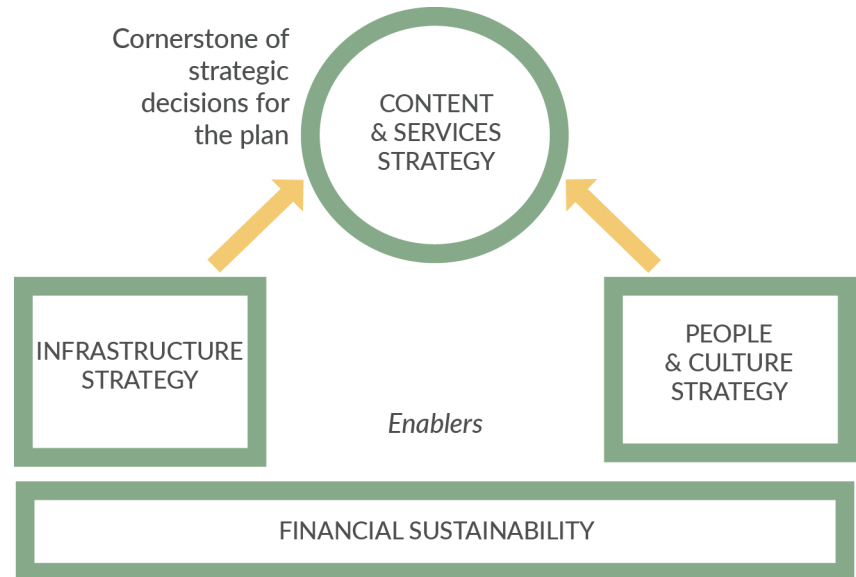 Cornerstone of
strategic
decisions for
the plan
CONTENT
& SERVICES
STRATEGY
INFRASTRUCTURE
STRATEGY
PEOPLE
& CULTURE
STRATEGY
Enablers
FINANCIAL SUSTAINABILITY